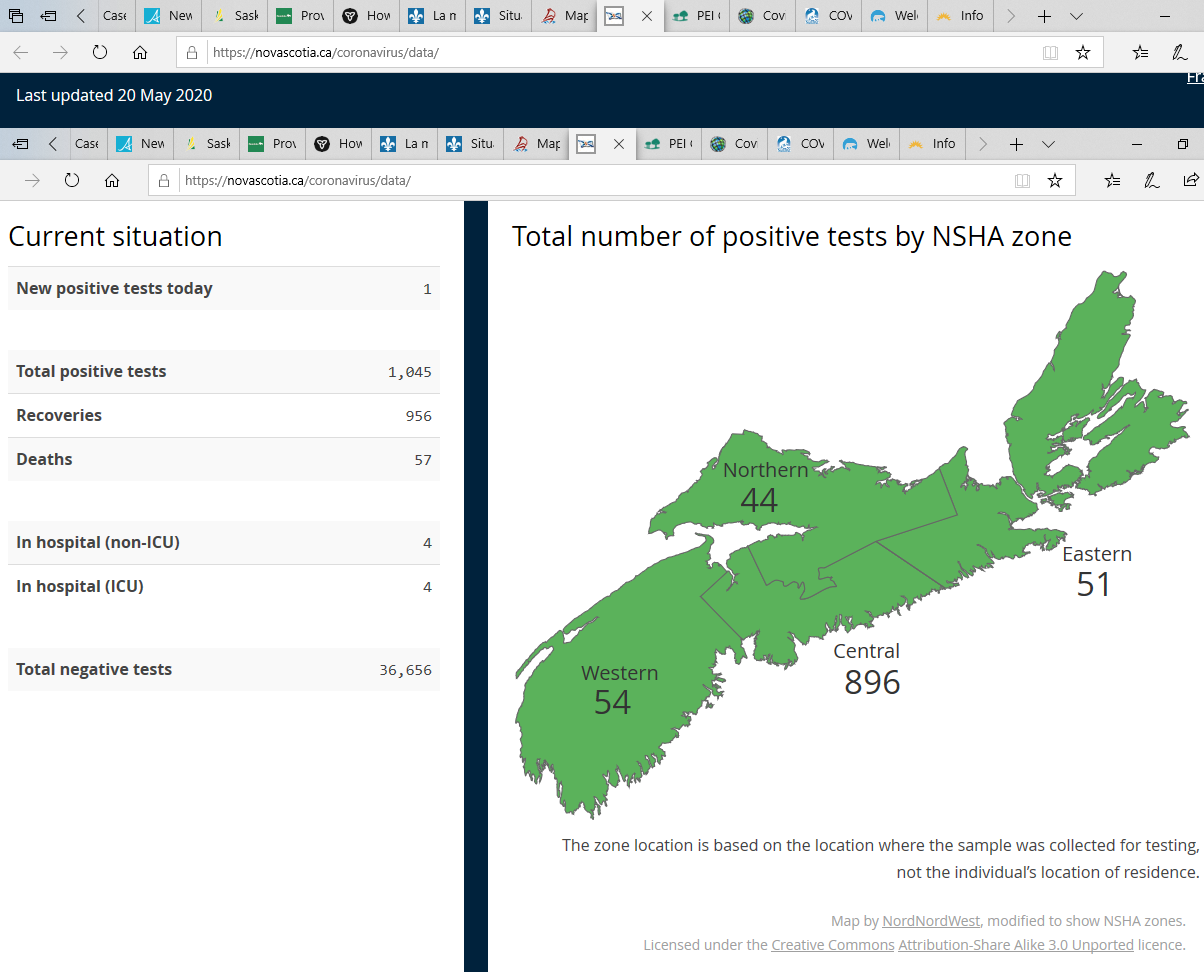 Case
New
Sask
Prov
How
La m
Situ
Map
PEI
Cov
COV
Wel
Info
https://novascotia.ca/coronavirus/data/
Last updated 20 May 2020
Fra
Case
New
Sask
Prov
How
La m
Situ
Map
PEI
Cov
COV
Wel
Info
https://novascotia.ca/coronavirus/data/
Current situation
New positive tests today 1
Total positive tests 1,045
Recoveries 956
Deaths 57
In hospital (non-ICU) 4
In hospital (ICU) 4
Total negative tests 36,656
Total number of positive tests by NSHA zone
Northern
44
Eastern
51
Central
896
Western
54
The zone location is based on the location where the sample was collected for testing,
not the individual's location of residence.
Map by NordNordWest, modified to show NSHA zones.
Licensed under the Creative Commons Attribution-Share Alike 3.0 Unported licence.